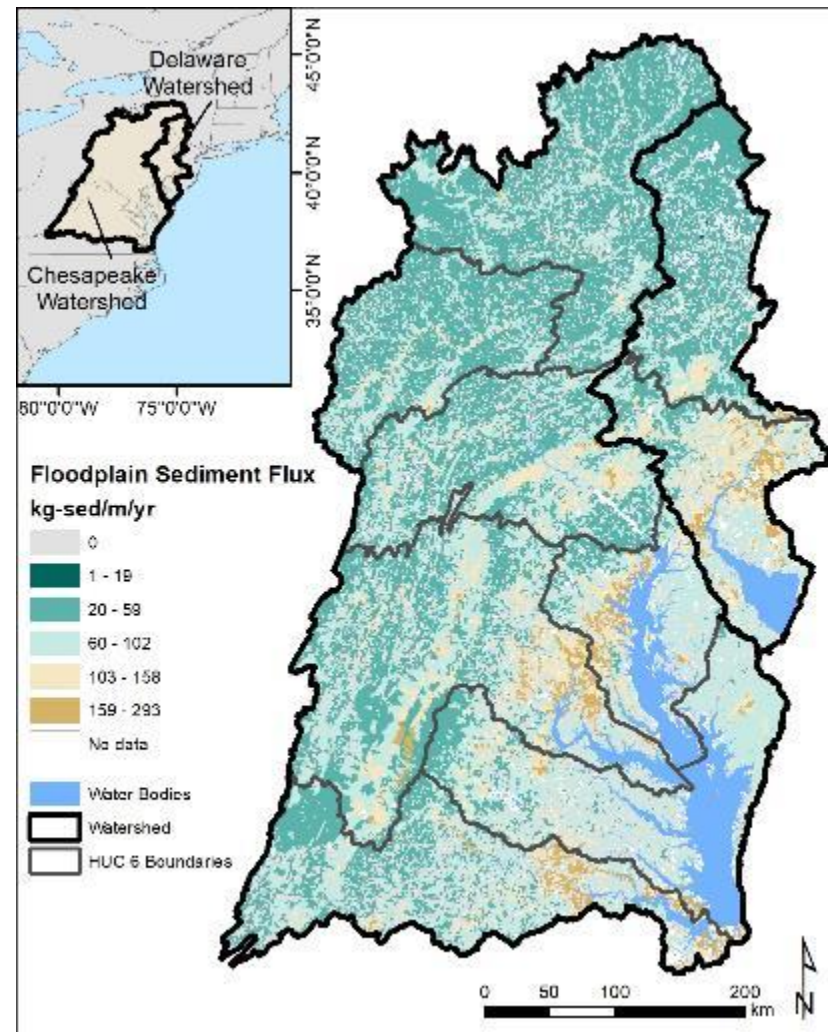 Delaware
Watershed
Chesapeake
Watershed
45°0'0"N
40°0'0"N
35°0'0"N
80°0'0"W
75°0'0"W
Floodplain Sediment Flux
kg-sed/m/yr
0
1 - 19
20 - 59
60 - 102
103 - 158
159 - 293
No data
Water Bodies
Watershed
HUC 6 Boundaries
0 50 100 200
km
N